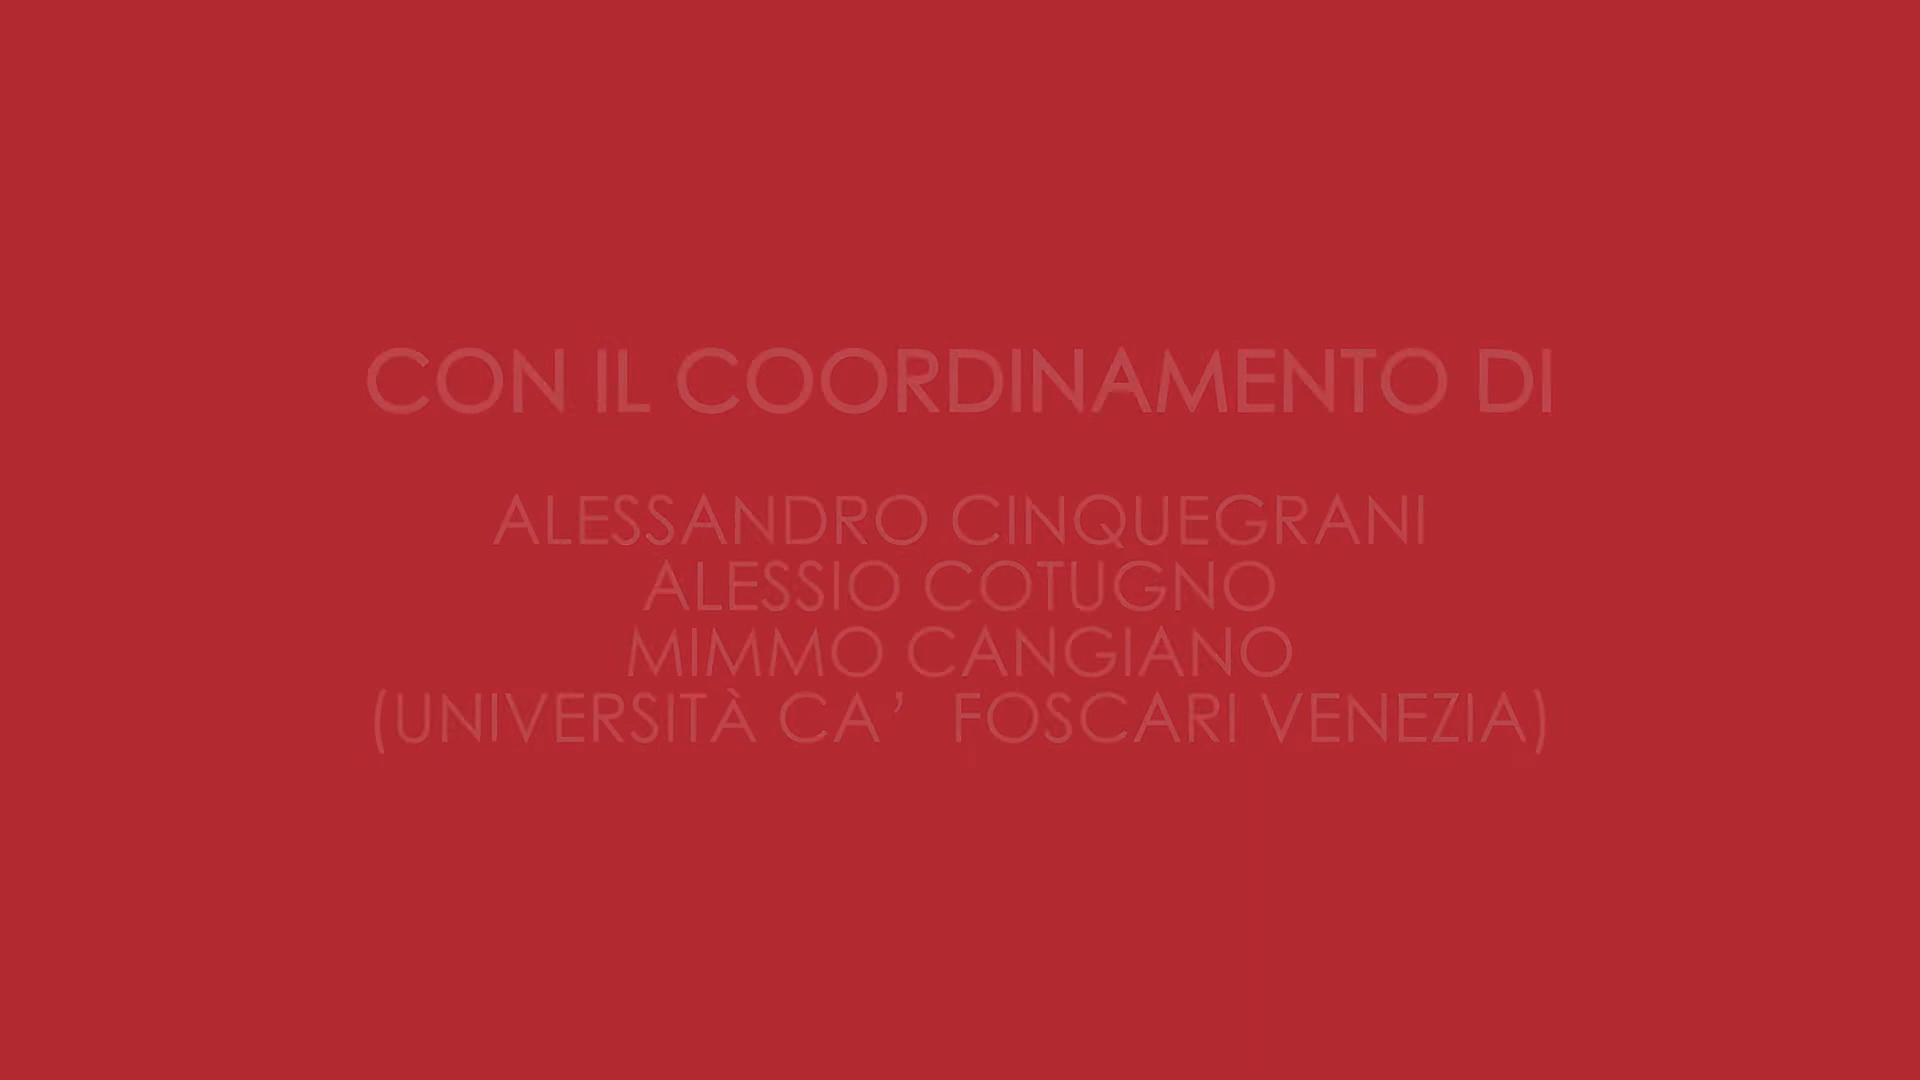 CON IL COORDINAMENTO DI
ALESSANDRO CINQUEGRANI
ALESSIO COTUGNO
MIMMO CANGIANO
(UNIVERSITÀ CA’ FOSCARI VENEZIA)